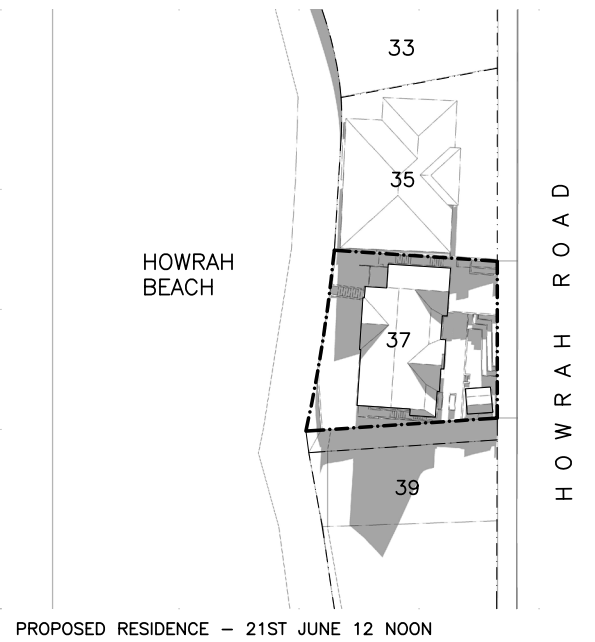 33
35
HOWRAH
BEACH
37
39
HOWRAH ROAD
PROPOSED RESIDENCE – 21ST JUNE 12 NOON